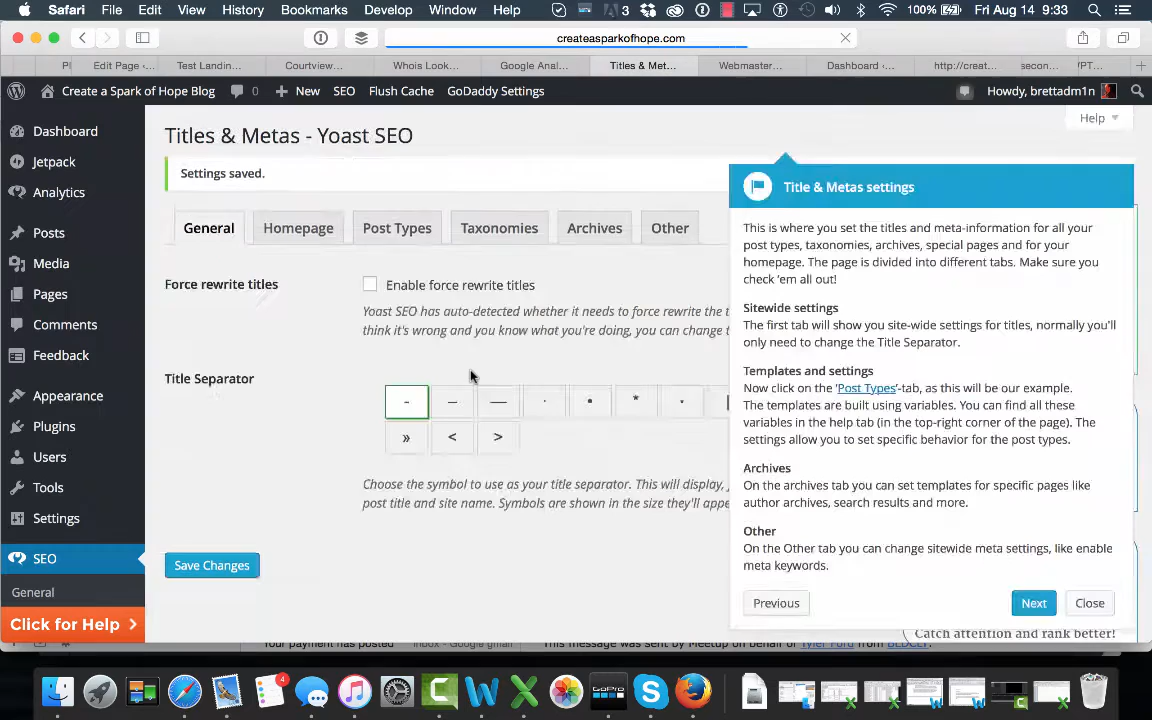 Safari File Edit View History Bookmarks Develop Window Help 3 100% Fri Aug 14 9:33
createasparkofhope.com
Pl Edit Page ‹... Test Landin... Courtview... Whois Look... Google Anal... Titles & Met... Webmaster... Dashboard ‹... http://creat... secon... /PT...
Create a Spark of Hope Blog 0 + New SEO Flush Cache GoDaddy Settings Howdy, brettadm1n
Help
Dashboard
Jetpack
Analytics
Posts
Media
Pages
Comments
Feedback
Appearance
Plugins
Users
Tools
Settings
SEO
General
Click for Help >
Titles & Metas - Yoast SEO
Settings saved.
General Homepage Post Types Taxonomies Archives Other
Force rewrite titles
Enable force rewrite titles
Yoast SEO has auto-detected whether it needs to force rewrite the t
think it's wrong and you know what you're doing, you can change t
Title Separator
- – — · • * ⋅ |
» < >
Choose the symbol to use as your title separator. This will display,
post title and site name. Symbols are shown in the size they'll appe
Save Changes
Title & Metas settings
This is where you set the titles and meta-information for all your
post types, taxonomies, archives, special pages and for your
homepage. The page is divided into different tabs. Make sure you
check 'em all out!
Sitewide settings
The first tab will show you site-wide settings for titles, normally you'll
only need to change the Title Separator.
Templates and settings
Now click on the 'Post Types'-tab, as this will be our example.
The templates are built using variables. You can find all these
variables in the help tab (in the top-right corner of the page). The
settings allow you to set specific behavior for the post types.
Archives
On the archives tab you can set templates for specific pages like
author archives, search results and more.
Other
On the Other tab you can change sitewide meta settings, like enable
meta keywords.
Previous Next Close
Catch attention and rank better!
Your payment has posted Inbox - Google gmail This message was sent by Meetup on behalf of Tyler Ford from BEDCLEY
4
GoPro